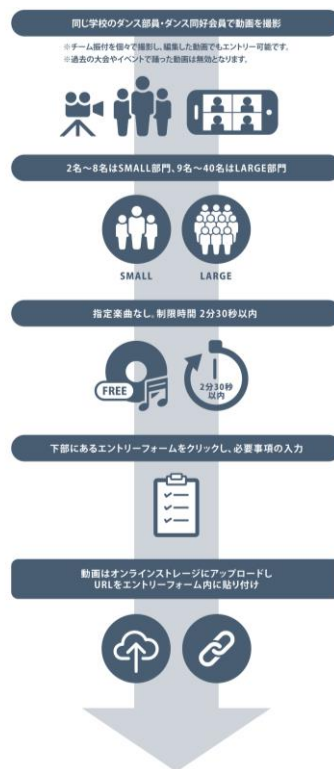 同じ学校のダンス部員・ダンス同好会員で動画を撮影
※チーム振付を個々で撮影し、編集した動画でもエントリー可能です。
※過去の大会やイベントで踊った動画は無効となります。
2名～8名はSMALL部門、9名～40名はLARGE部門
SMALL
LARGE
指定楽曲なし、制限時間 2分30秒以内
FREE
2分30秒
以内
下部にあるエントリーフォームをクリックし、必要事項の入力
動画はオンラインストレージにアップロードし
URLをエントリーフォーム内に貼り付け